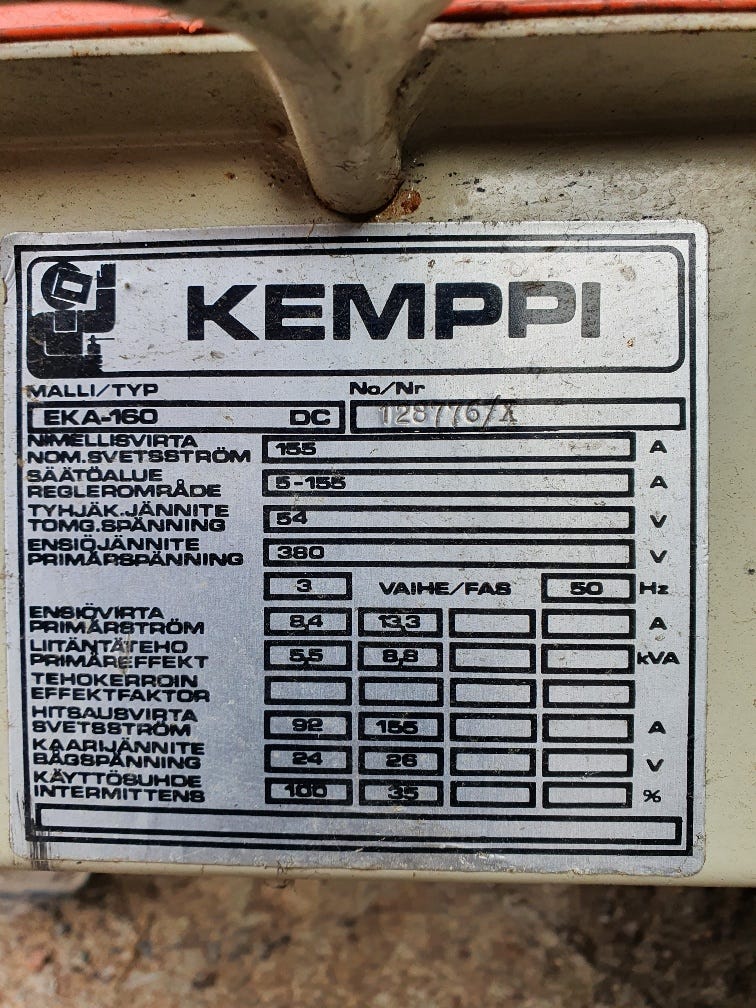 KEMPPI
MALLI/TYP No/Nr
EKA-160 DC 128776/X
NIMELLISVIRTA
NOM.SVETSSTRÖM 155 A
SÄÄTÖALUE
REGLEROMRÅDE 5-155 A
TYHJÄK.JÄNNITE
TOMG.SPÄNNING 54 V
ENSIÖJÄNNITE
PRIMÄRSPÄNNING 380 V
3 VAIHE/FAS 50 Hz
ENSIÖVIRTA
PRIMÄRSTRÖM 8,4 13,3 A
LIITÄNTÄTEHO
PRIMÄREFFEKT 5,5 8,8 kVA
TEHOKERROIN
EFFEKTFAKTOR
HITSAUSVIRTA
SVETSSTRÖM 92 155 A
KAARIJÄNNITE
BÅGSPÄNNING 24 26 V
KÄYTTÖSUHDE
INTERMITTENS 100 35 %